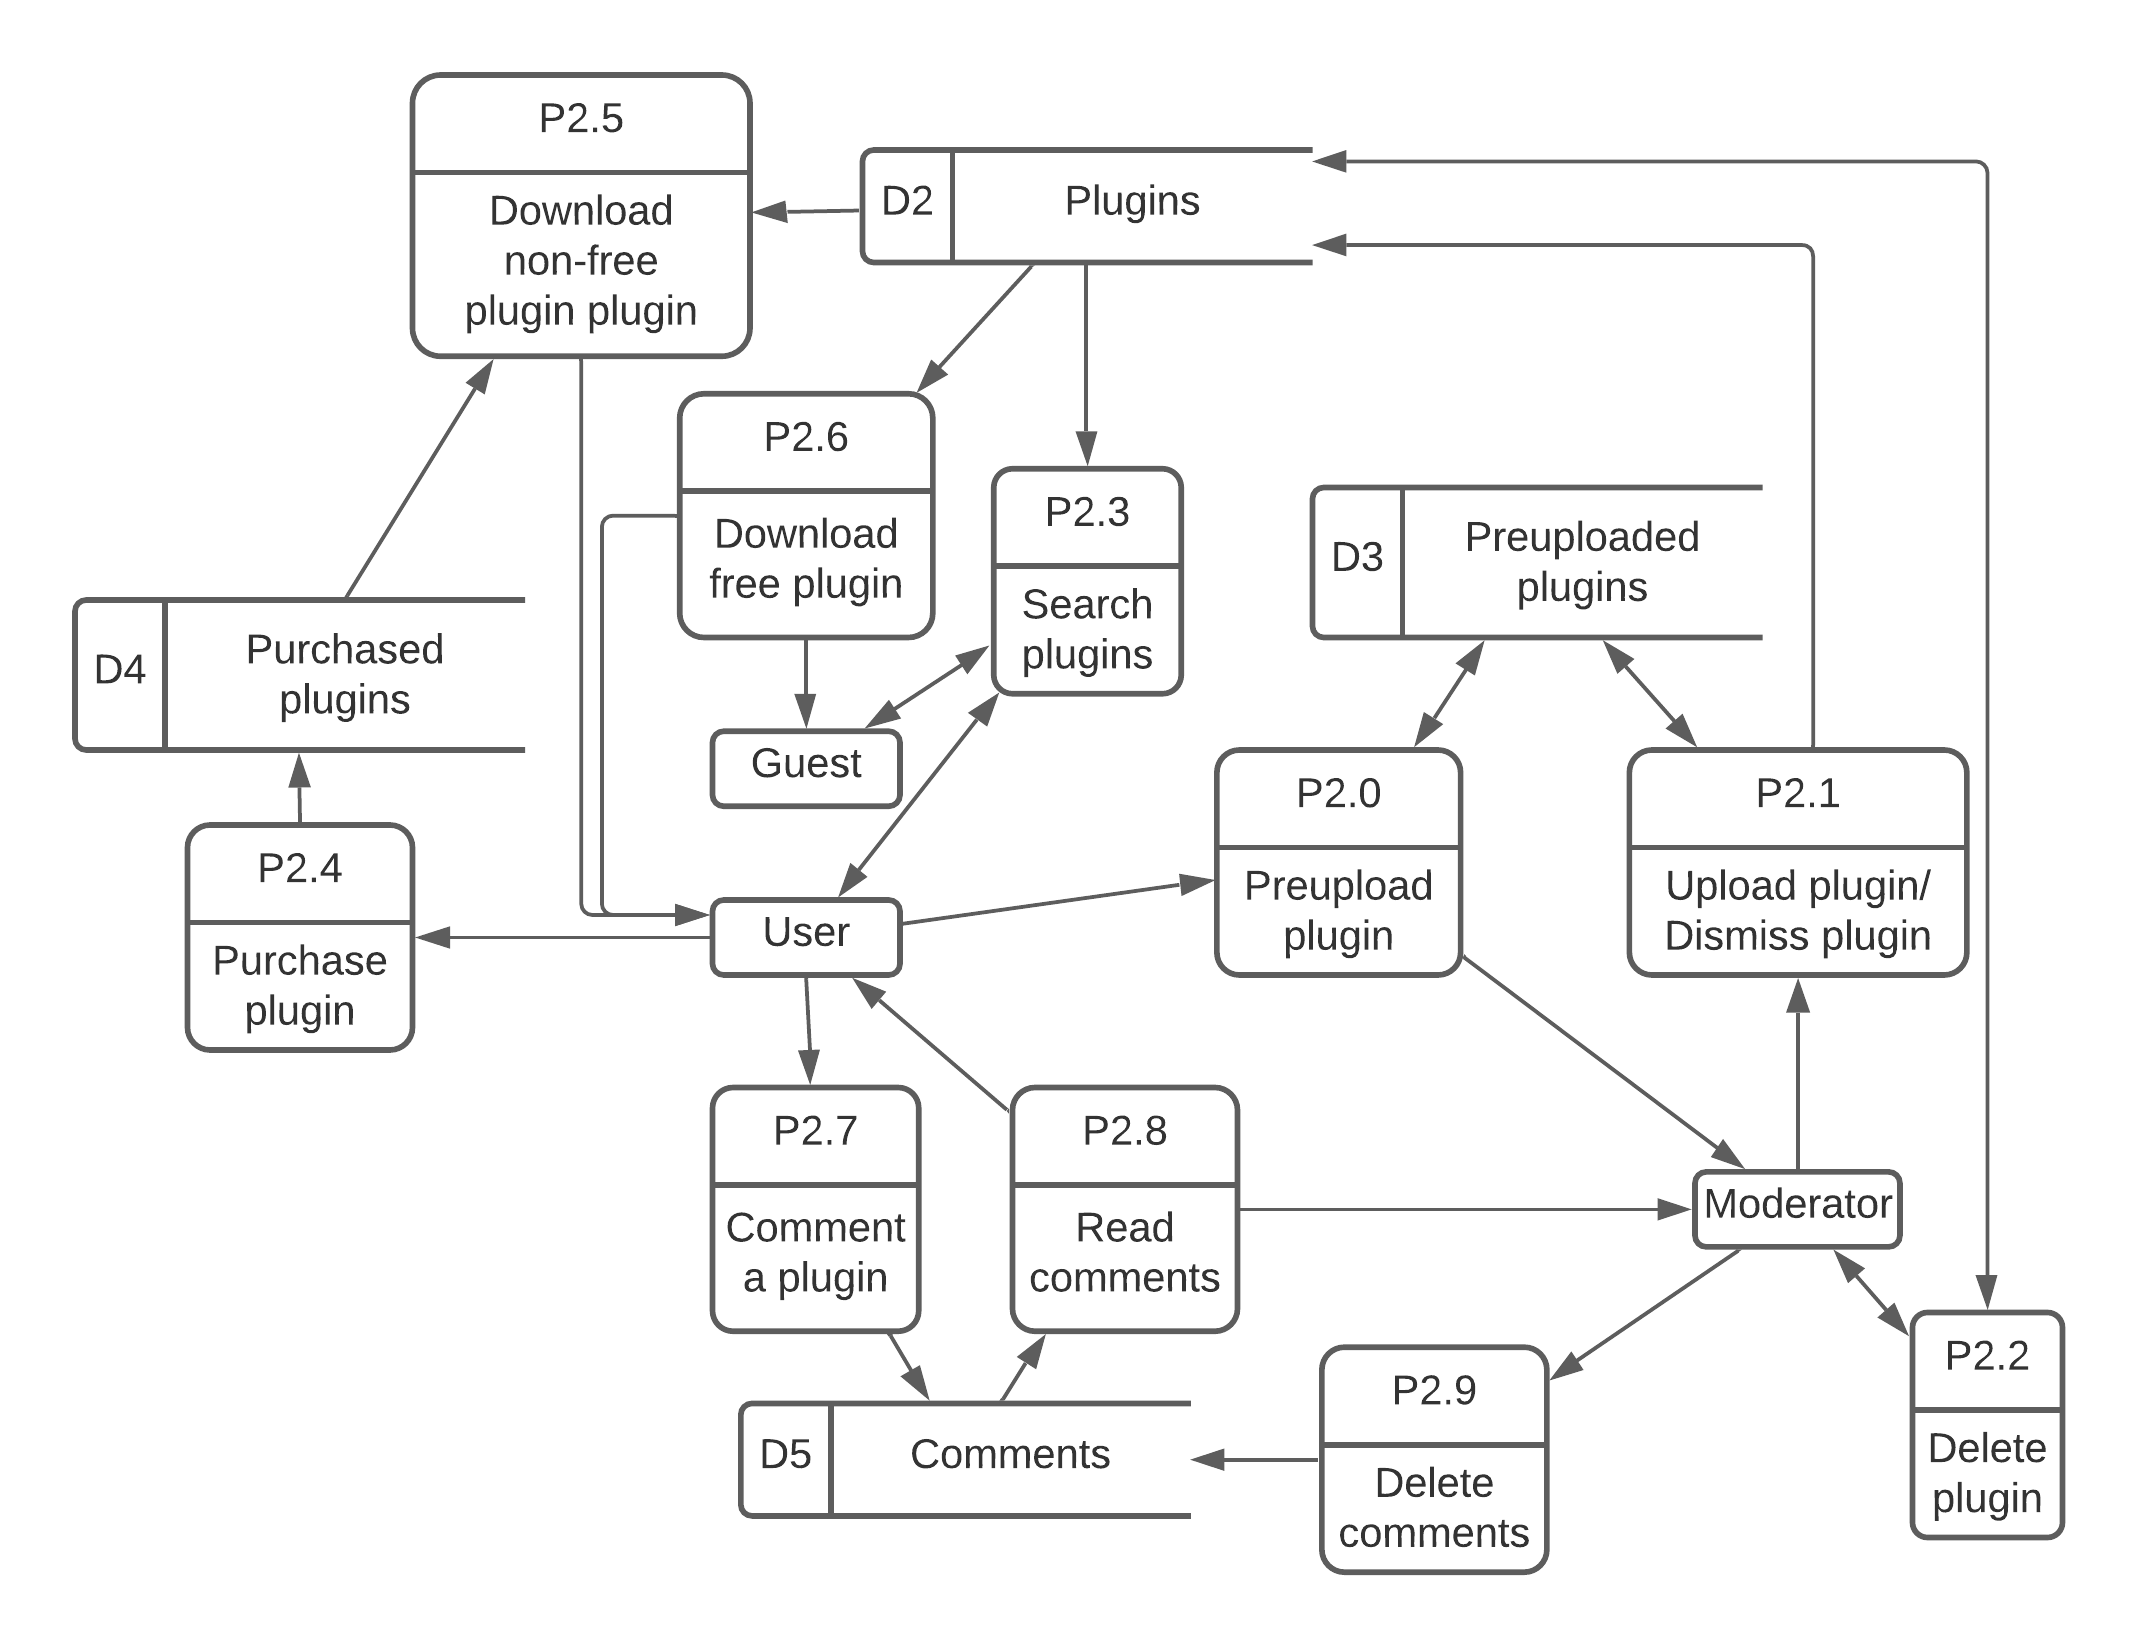 P2.5
Download
non-free
plugin plugin
D2
Plugins
P2.6
Download
free plugin
P2.3
Search
plugins
D3
Preuploaded
plugins
D4
Purchased
plugins
Guest
P2.0
Preupload
plugin
P2.1
Upload plugin/
Dismiss plugin
P2.4
Purchase
plugin
User
P2.7
Comment
a plugin
P2.8
Read
comments
Moderator
P2.2
Delete
plugin
P2.9
Delete
comments
D5
Comments